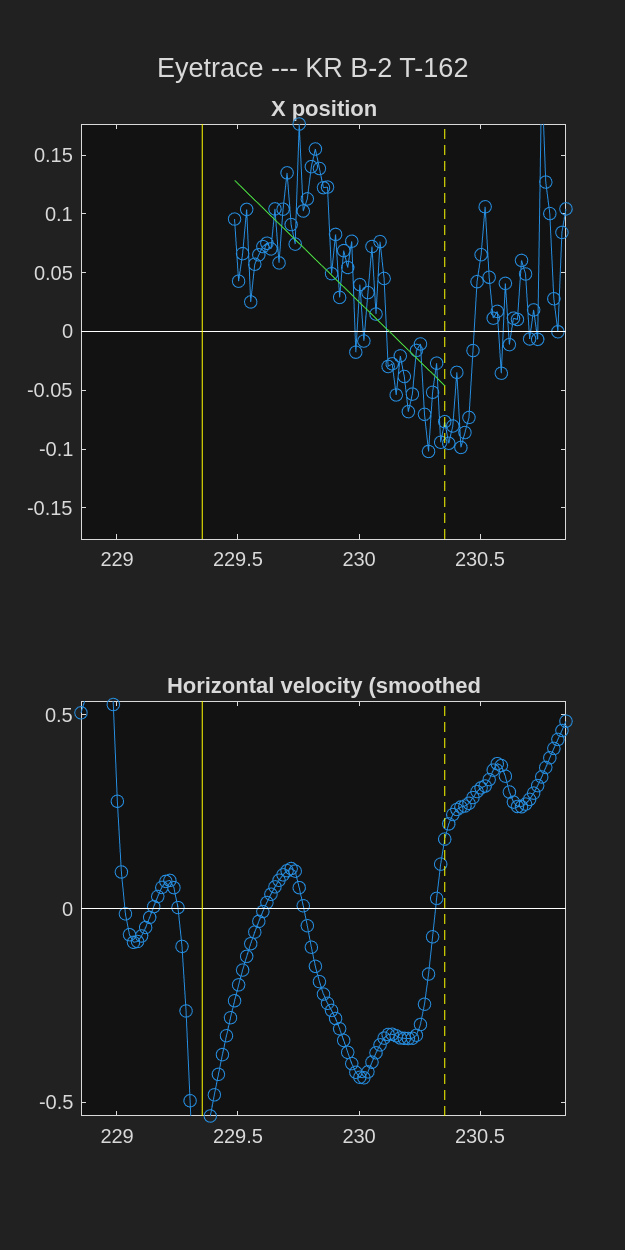 Eyetrace --- KR B-2 T-162
X position
0.15
0.1
0.05
0
-0.05
-0.1
-0.15
229 229.5 230 230.5
Horizontal velocity (smoothed
0.5
0
-0.5
229 229.5 230 230.5